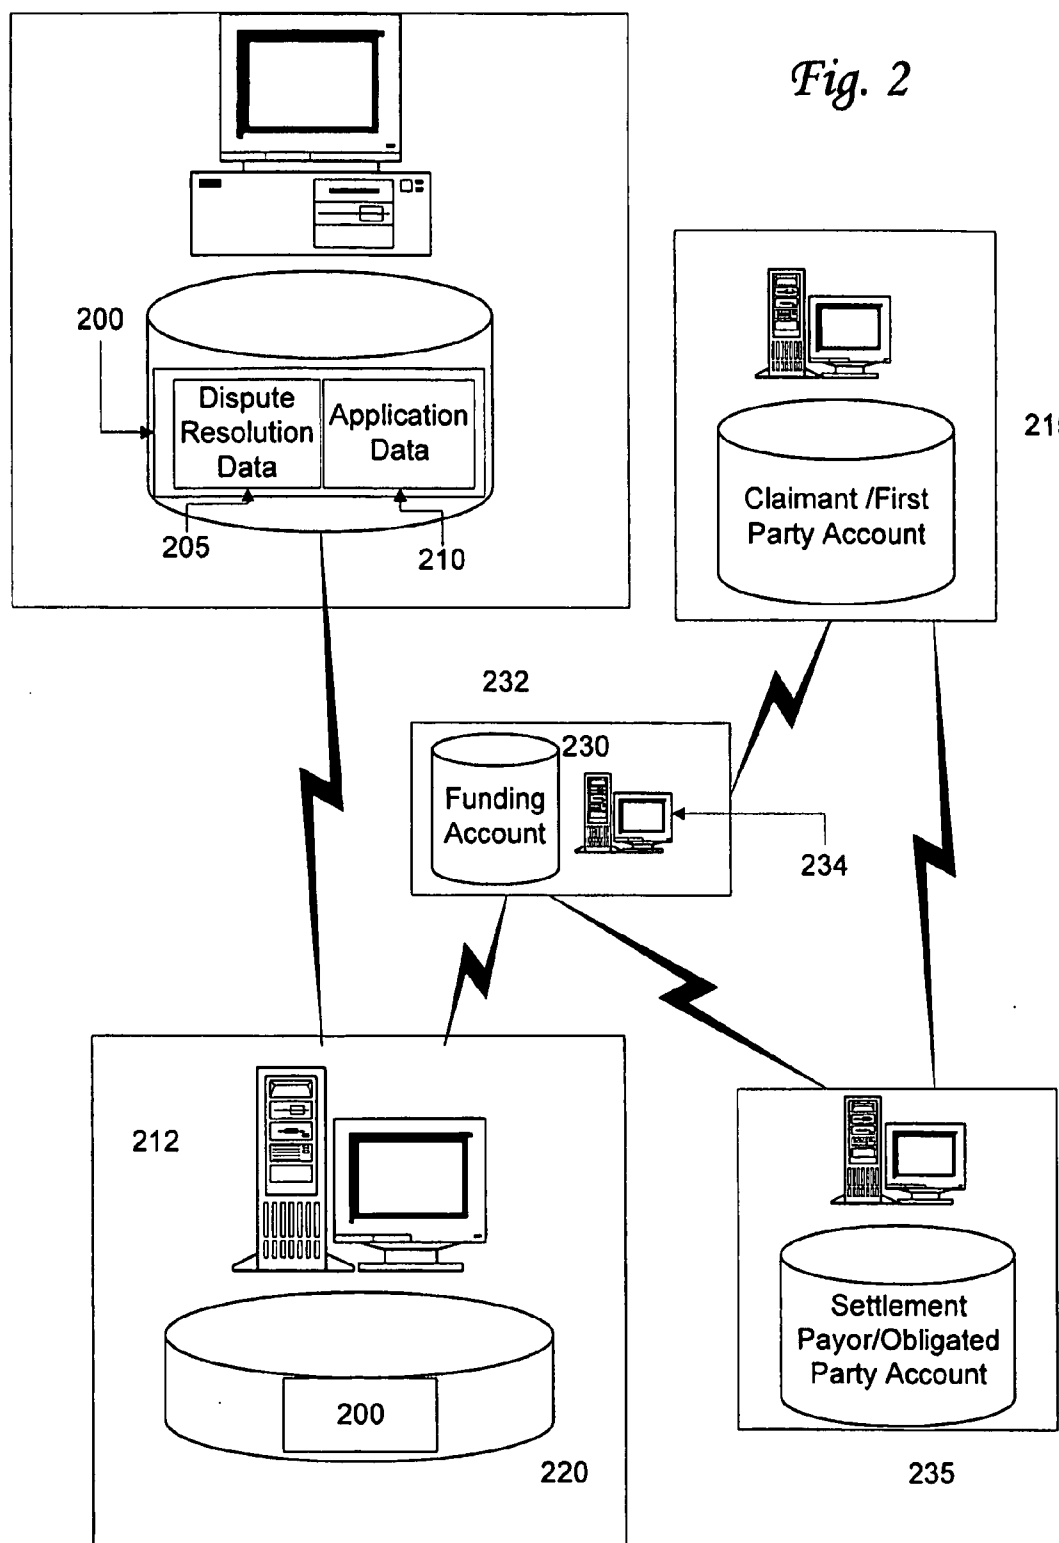 Fig. 2
200
Dispute
Resolution
Data
Application
Data
205
210
Claimant /First
Party Account
232
230
Funding
Account
234
212
200
220
Settlement
Payor/Obligated
Party Account
235